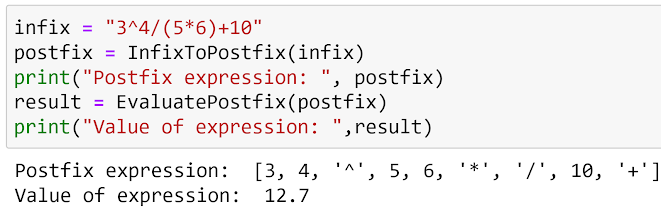 infix = "3^4/(5*6)+10"
postfix = InfixToPostfix(infix)
print("Postfix expression: ", postfix)
result = EvaluatePostfix(postfix)
print("Value of expression: ",result)
Postfix expression:  [3, 4, '^', 5, 6, '*', '/', 10, '+']
Value of expression:  12.7